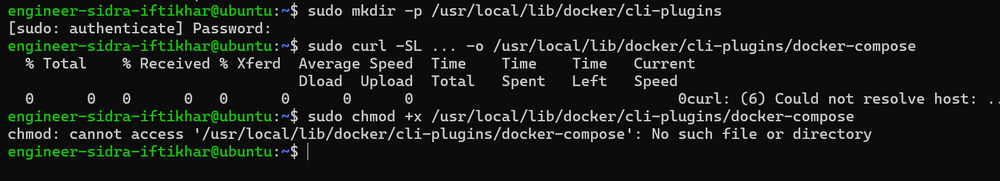 engineer-sidra-iftikhar@ubuntu:~$ sudo mkdir -p /usr/local/lib/docker/cli-plugins
[sudo: authenticate] Password:
engineer-sidra-iftikhar@ubuntu:~$ sudo curl -SL ... -o /usr/local/lib/docker/cli-plugins/docker-compose
  % Total    % Received % Xferd  Average Speed  Time    Time    Time   Current
                                 Dload  Upload  Total   Spent   Left   Speed
  0      0   0      0   0      0      0      0                              0curl: (6) Could not resolve host: ..
engineer-sidra-iftikhar@ubuntu:~$ sudo chmod +x /usr/local/lib/docker/cli-plugins/docker-compose
chmod: cannot access '/usr/local/lib/docker/cli-plugins/docker-compose': No such file or directory
engineer-sidra-iftikhar@ubuntu:~$